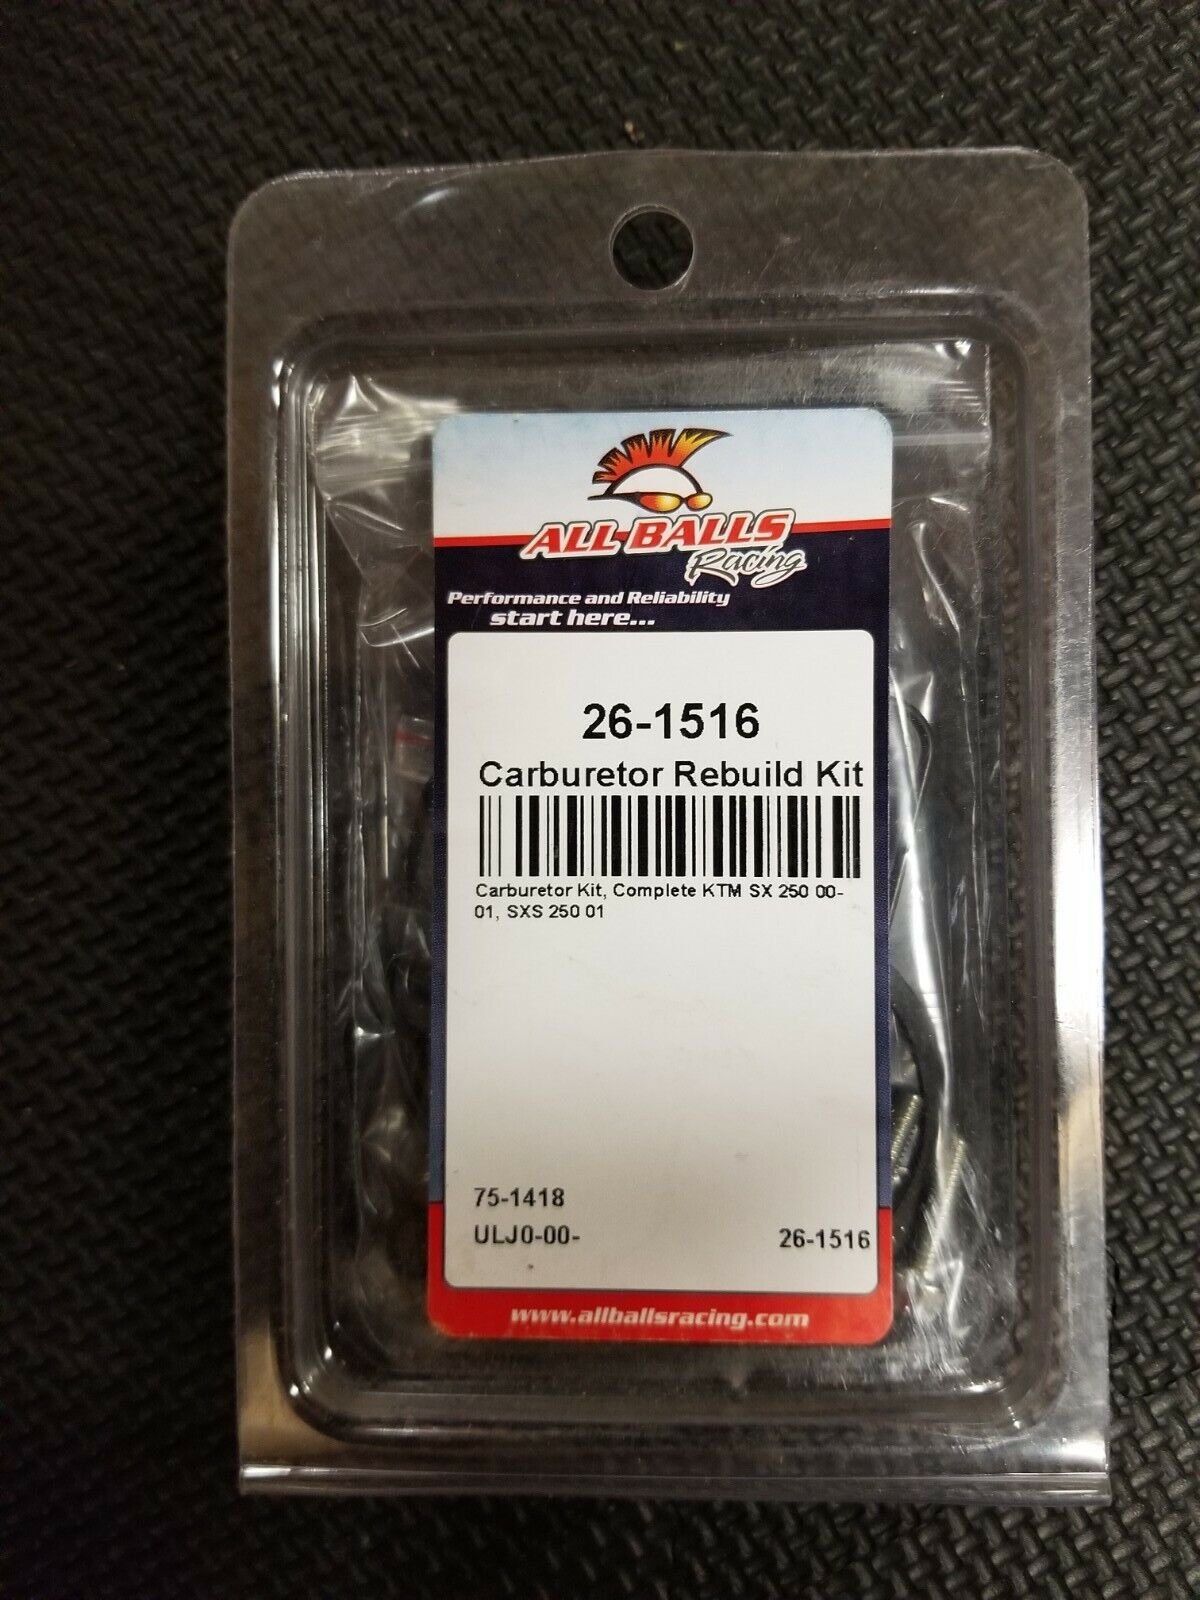 ALL BALLS
Racing
Performance and Reliability
start here...
26-1516
Carburetor Rebuild Kit
Carburetor Kit, Complete KTM SX 250 00-
01, SXS 250 01
75-1418
ULJ0-00-
26-1516
www.allballsracing.com